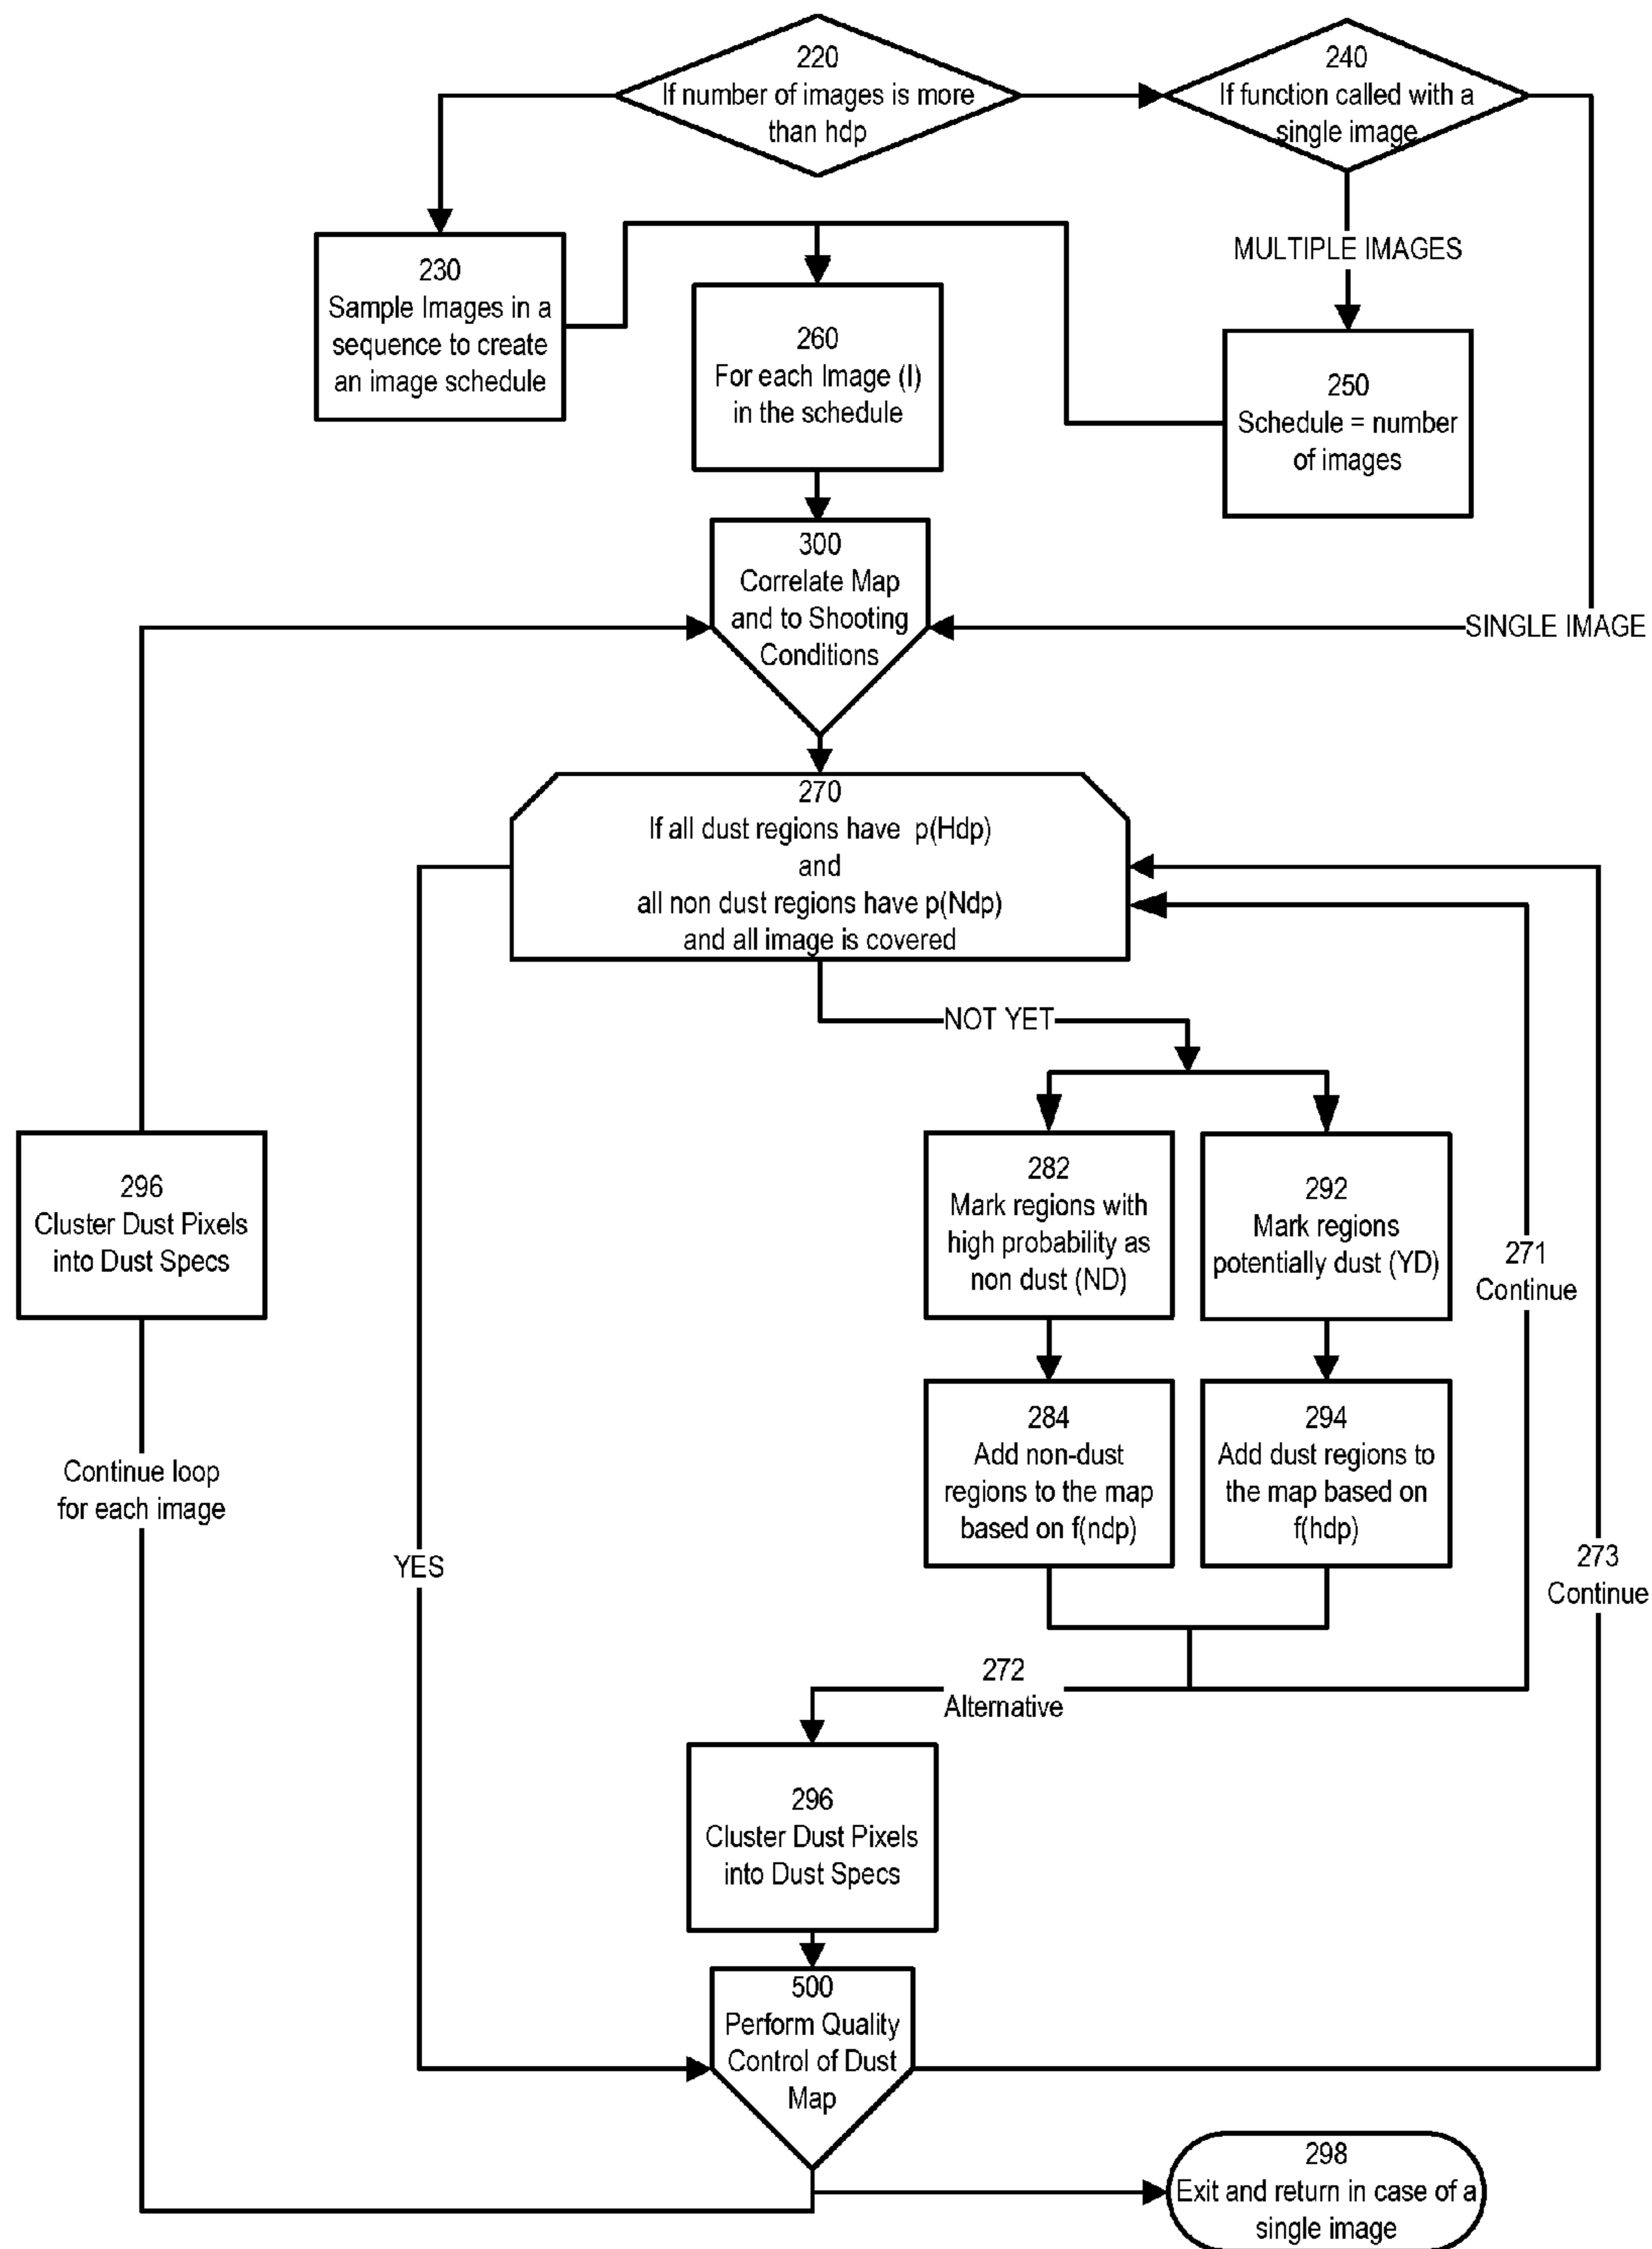 220
If number of images is more
than hdp
240
If function called with a
single image
MULTIPLE IMAGES
230
Sample Images in a
sequence to create
an image schedule
260
For each Image (I)
in the schedule
250
Schedule = number
of images
300
Correlate Map
and to Shooting
Conditions
SINGLE IMAGE
270
If all dust regions have p(Hdp)
and
all non dust regions have p(Ndp)
and all image is covered
NOT YET
296
Cluster Dust Pixels
into Dust Specs
282
Mark regions with
high probability as
non dust (ND)
292
Mark regions
potentially dust (YD)
271
Continue
284
Add non-dust
regions to the map
based on f(ndp)
294
Add dust regions to
the map based on
f(hdp)
Continue loop
for each image
YES
273
Continue
272
Alternative
296
Cluster Dust Pixels
into Dust Specs
500
Perform Quality
Control of Dust
Map
298
Exit and return in case of a
single image